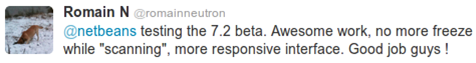 Romain N @romainneutron
@netbeans testing the 7.2 beta. Awesome work, no more freeze
while "scanning", more responsive interface. Good job guys !